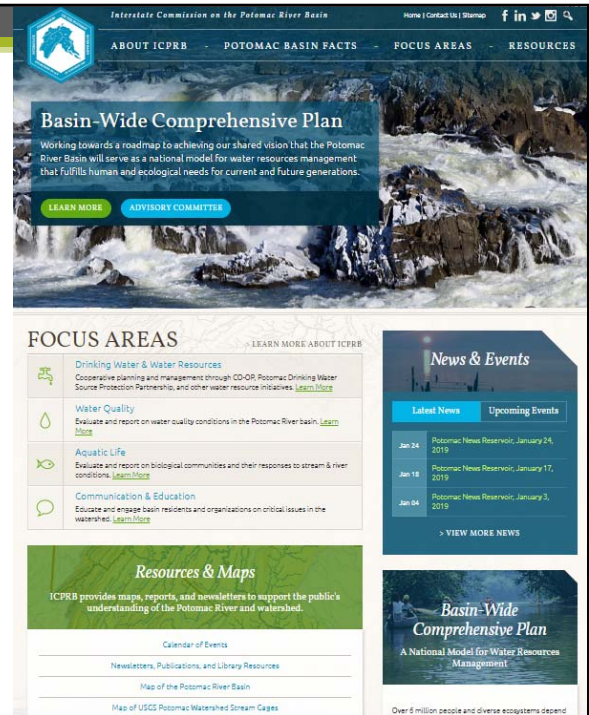 Interstate Commission on the Potomac River Basin
Home | Contact Us | Sitemap
ABOUT ICPRB - POTOMAC BASIN FACTS - FOCUS AREAS - RESOURCES
Basin-Wide Comprehensive Plan
Working towards a roadmap to achieving our shared vision that the Potomac
River Basin will serve as a national model for water resources management
that fulfills human and ecological needs for current and future generations.
LEARN MORE
ADVISORY COMMITTEE
FOCUS AREAS
> LEARN MORE ABOUT ICPRB
Drinking Water & Water Resources
Cooperative planning and management through CO-OP, Potomac Drinking Water
Source Protection Partnership, and other water resource initiatives. Learn More
Water Quality
Evaluate and report on water quality conditions in the Potomac River basin. Learn
More
Aquatic Life
Evaluate and report on biological communities and their responses to stream & river
conditions. Learn More
Communication & Education
Educate and engage basin residents and organizations on critical issues in the
watershed. Learn More
Resources & Maps
ICPRB provides maps, reports, and newsletters to support the public's
understanding of the Potomac River and watershed.
Calendar of Events
Newsletters, Publications, and Library Resources
Map of the Potomac River Basin
Map of USGS Potomac Watershed Stream Gages
News & Events
Latest News
Upcoming Events
Jan 24
Potomac News Reservoir, January 24,
2019
Jan 18
Potomac News Reservoir, January 17,
2019
Jan 04
Potomac News Reservoir, January 3,
2019
> VIEW MORE NEWS
Basin-Wide
Comprehensive Plan
A National Model for Water Resources
Management
Over 6 million people and diverse ecosystems depend